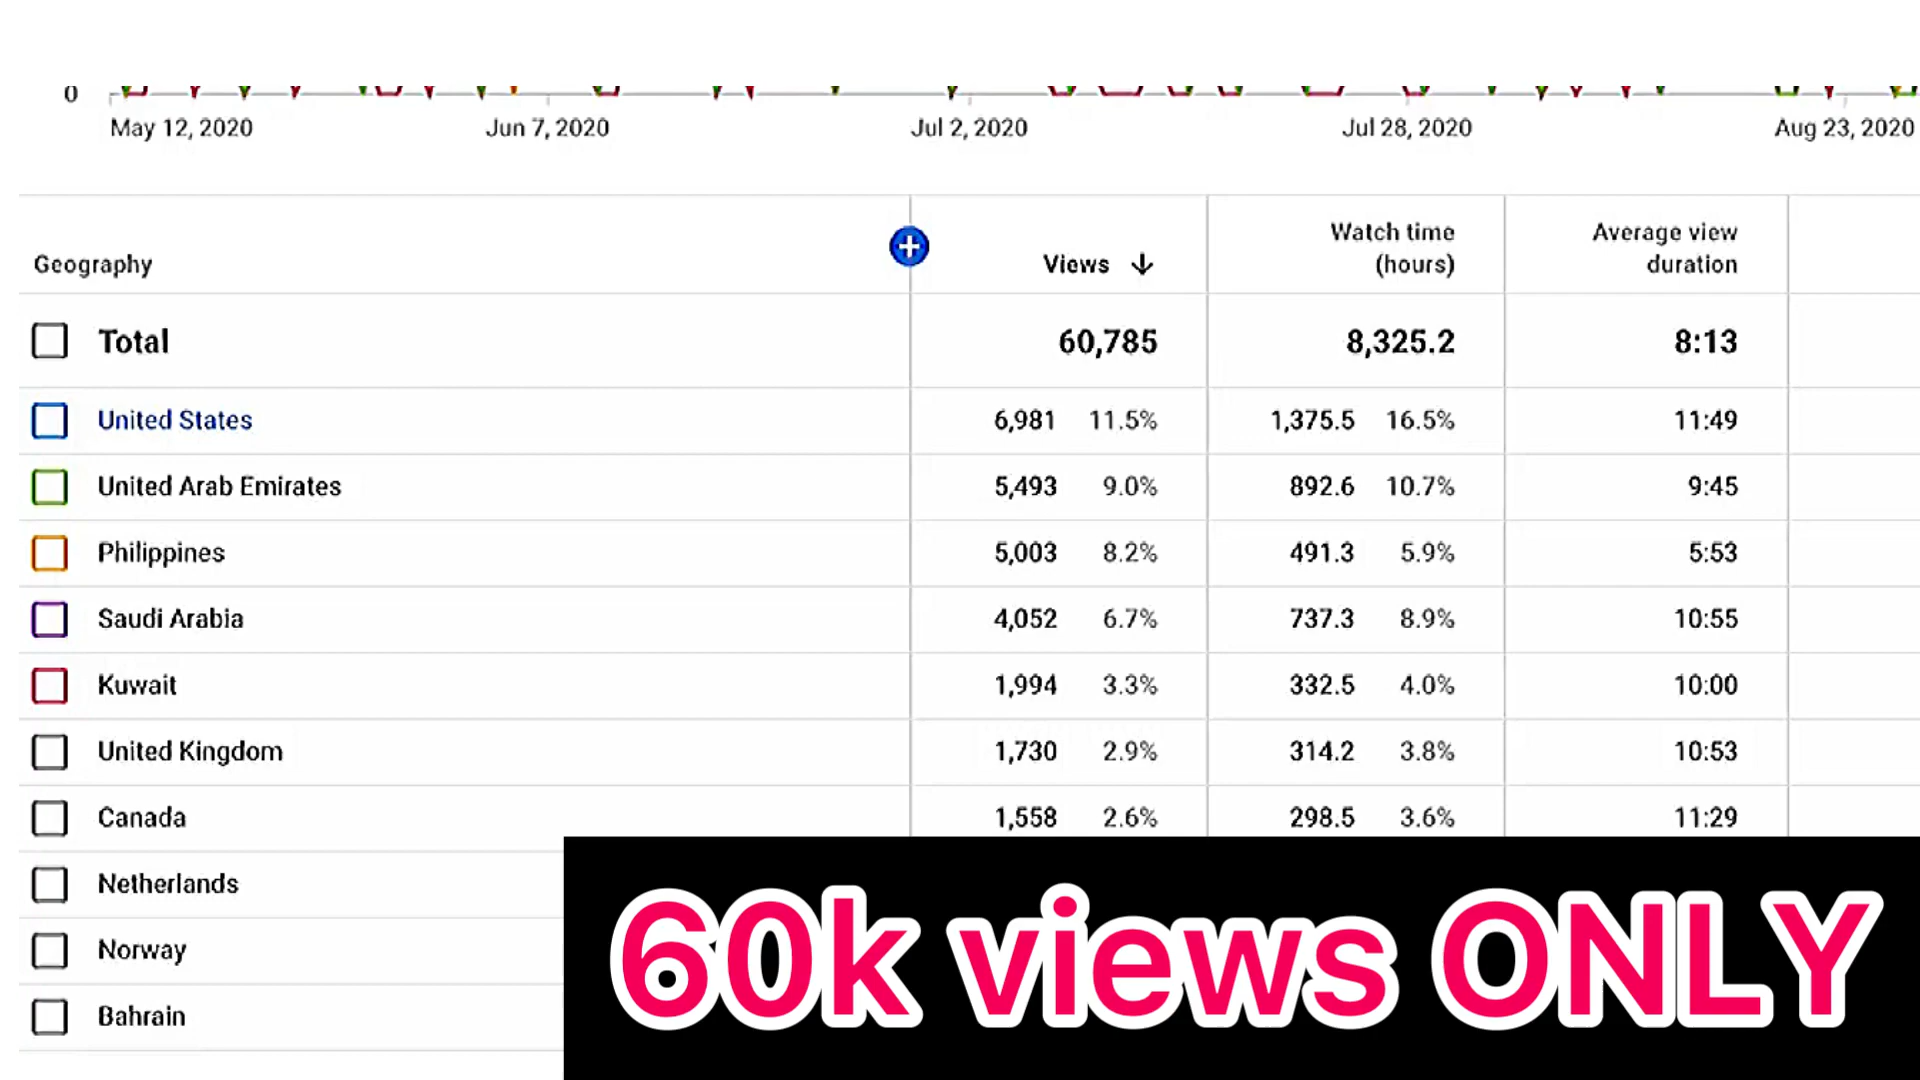 0
May 12, 2020 Jun 7, 2020 Jul 2, 2020 Jul 28, 2020 Aug 23, 2020
Geography Views ↓ Watch time (hours) Average view duration
Total 60,785 8,325.2 8:13
United States 6,981 11.5% 1,375.5 16.5% 11:49
United Arab Emirates 5,493 9.0% 892.6 10.7% 9:45
Philippines 5,003 8.2% 491.3 5.9% 5:53
Saudi Arabia 4,052 6.7% 737.3 8.9% 10:55
Kuwait 1,994 3.3% 332.5 4.0% 10:00
United Kingdom 1,730 2.9% 314.2 3.8% 10:53
Canada 1,558 2.6% 298.5 3.6% 11:29
Netherlands
Norway
Bahrain
60k views ONLY